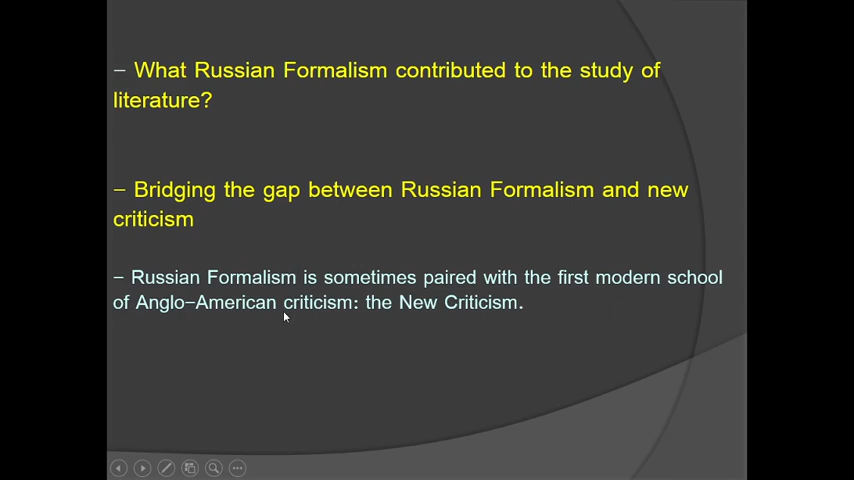 – What Russian Formalism contributed to the study of
literature?
– Bridging the gap between Russian Formalism and new
criticism
– Russian Formalism is sometimes paired with the first modern school
of Anglo–American criticism: the New Criticism.